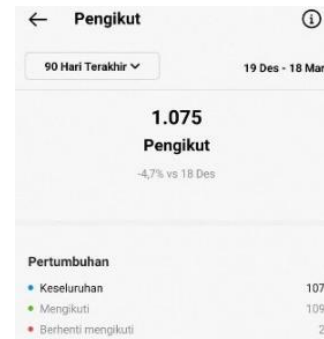 Pengikut
90 Hari Terakhir
19 Des - 18 Mar
1.075
Pengikut
-4,7% vs 18 Des
Pertumbuhan
Keseluruhan 107
Mengikuti 109
Berhenti mengikuti 2